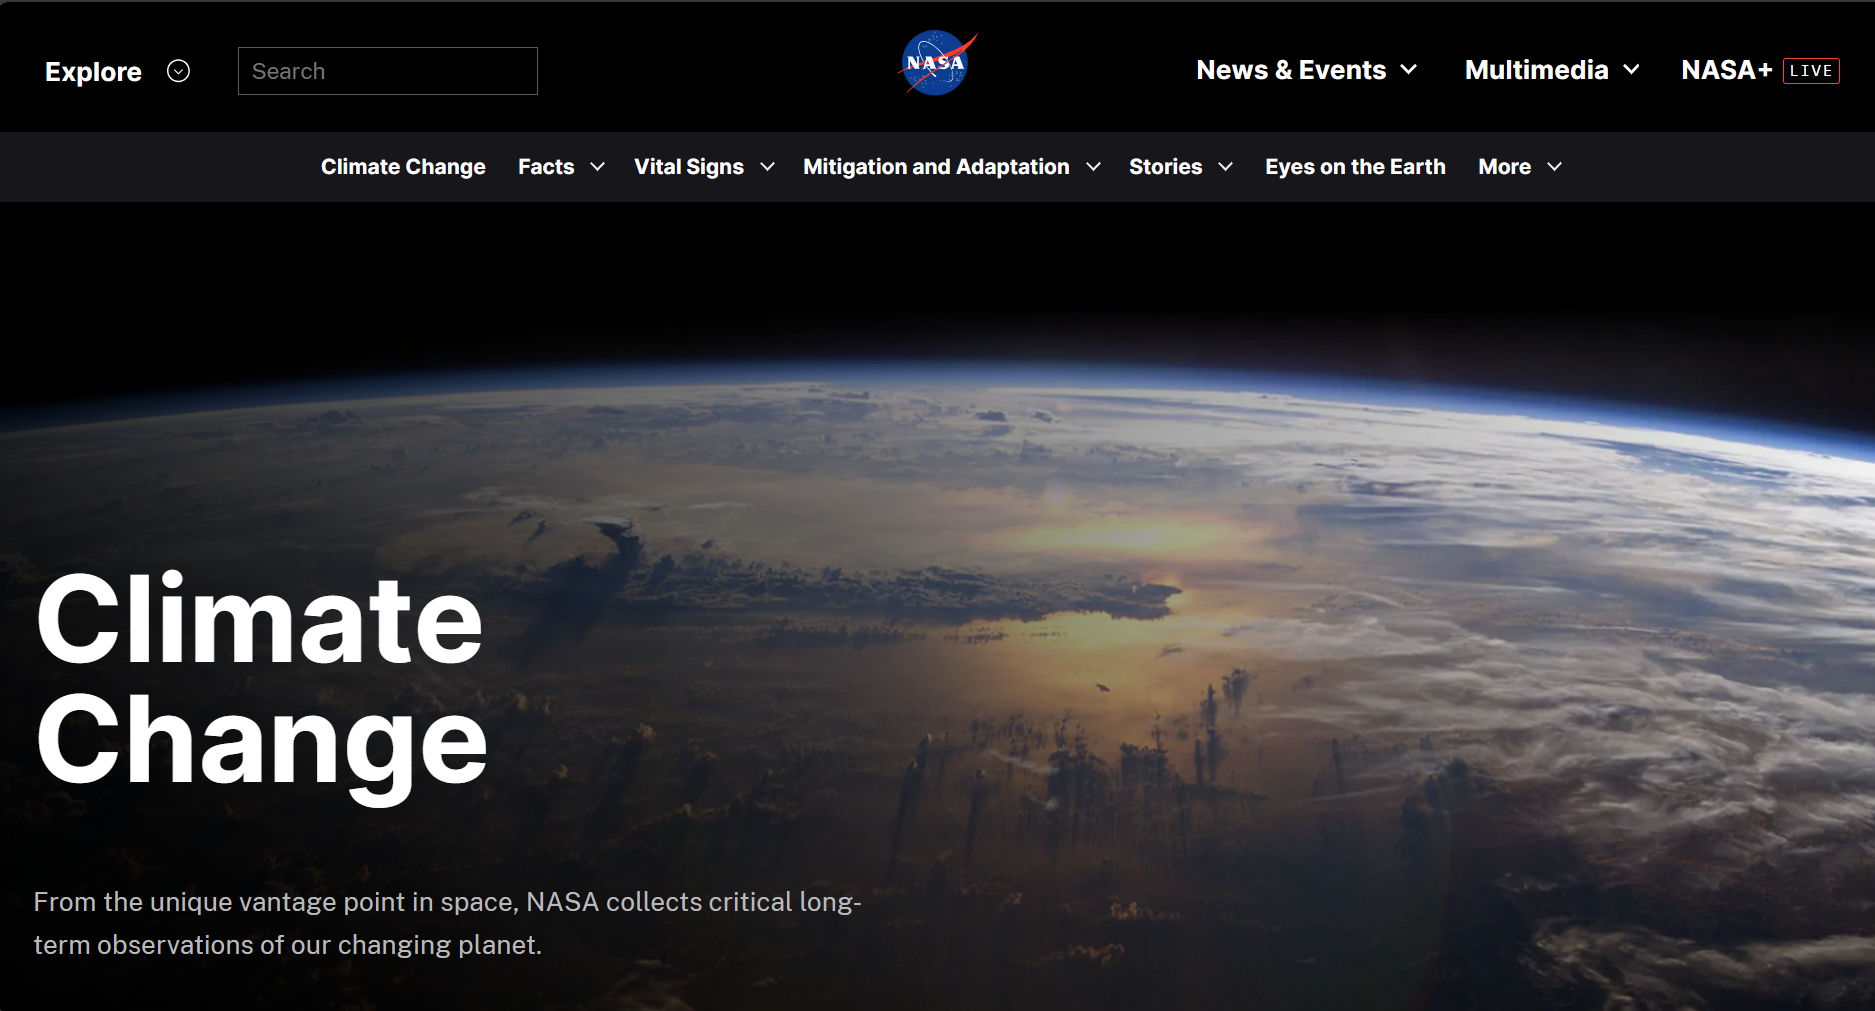 Explore
Search
NASA
News & Events
Multimedia
NASA+ LIVE
Climate Change
Facts
Vital Signs
Mitigation and Adaptation
Stories
Eyes on the Earth
More
Climate
Change
From the unique vantage point in space, NASA collects critical long-
term observations of our changing planet.